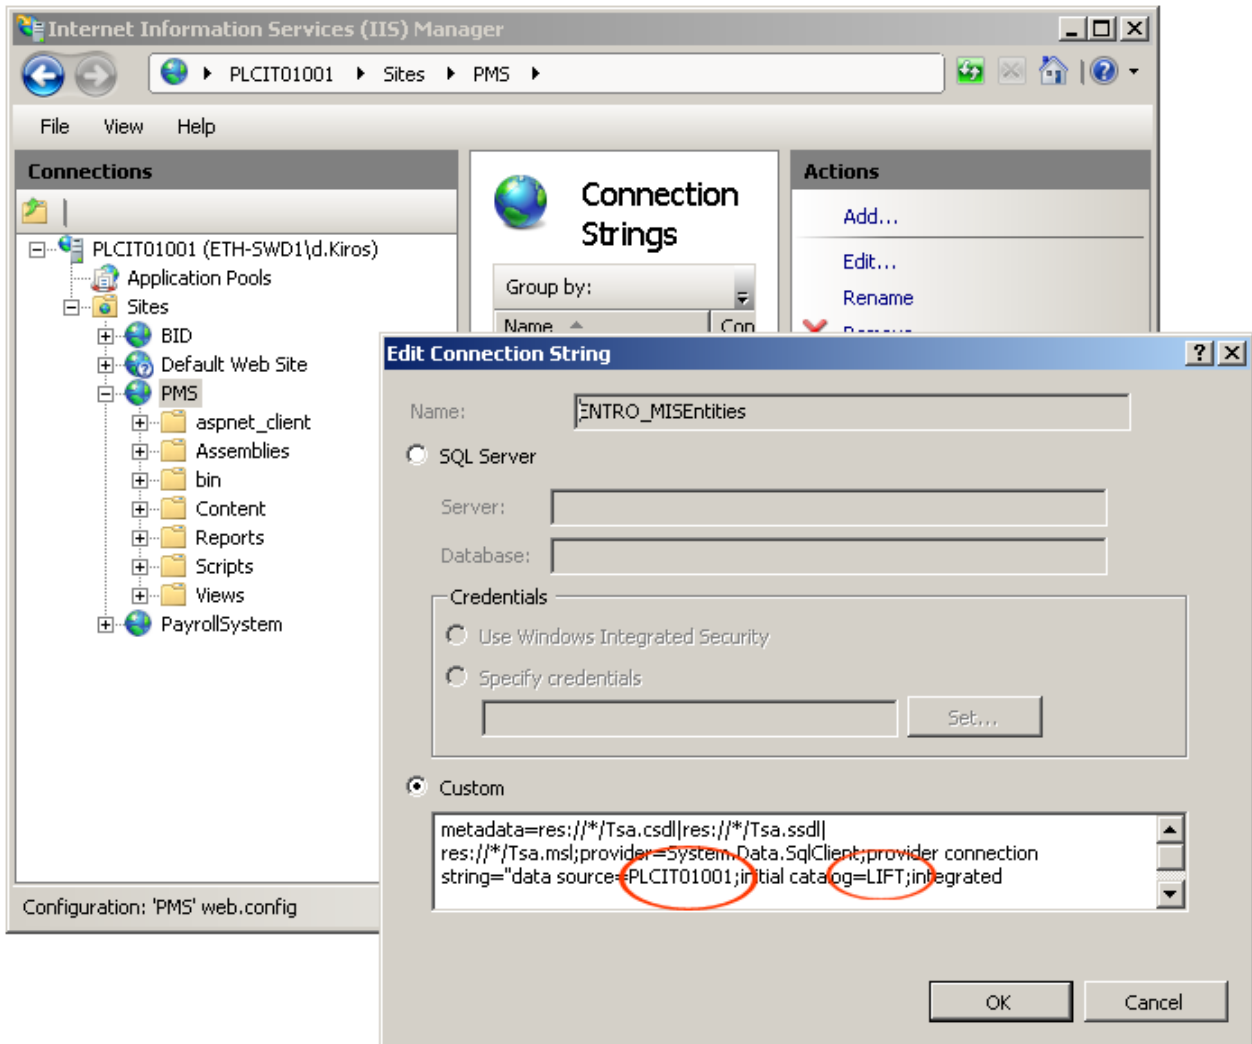 Internet Information Services (IIS) Manager
PLCIT01001 Sites PMS
File View Help
Connections
PLCIT01001 (ETH-SWD1\d.Kiros)
Application Pools
Sites
BID
Default Web Site
PMS
aspnet_client
Assemblies
bin
Content
Reports
Scripts
Views
PayrollSystem
Configuration: 'PMS' web.config
Connection
Strings
Group by:
Name Con
Actions
Add...
Edit...
Rename
Remove
Edit Connection String
Name: ENTRO_MISEntities
SQL Server
Server:
Database:
Credentials
Use Windows Integrated Security
Specify credentials
Set...
Custom
metadata=res://*/Tsa.csdl|res://*/Tsa.ssdl|
res://*/Tsa.msl;provider=System.Data.SqlClient;provider connection
string="data source=PLCIT01001;initial catalog=LIFT;integrated
OK Cancel